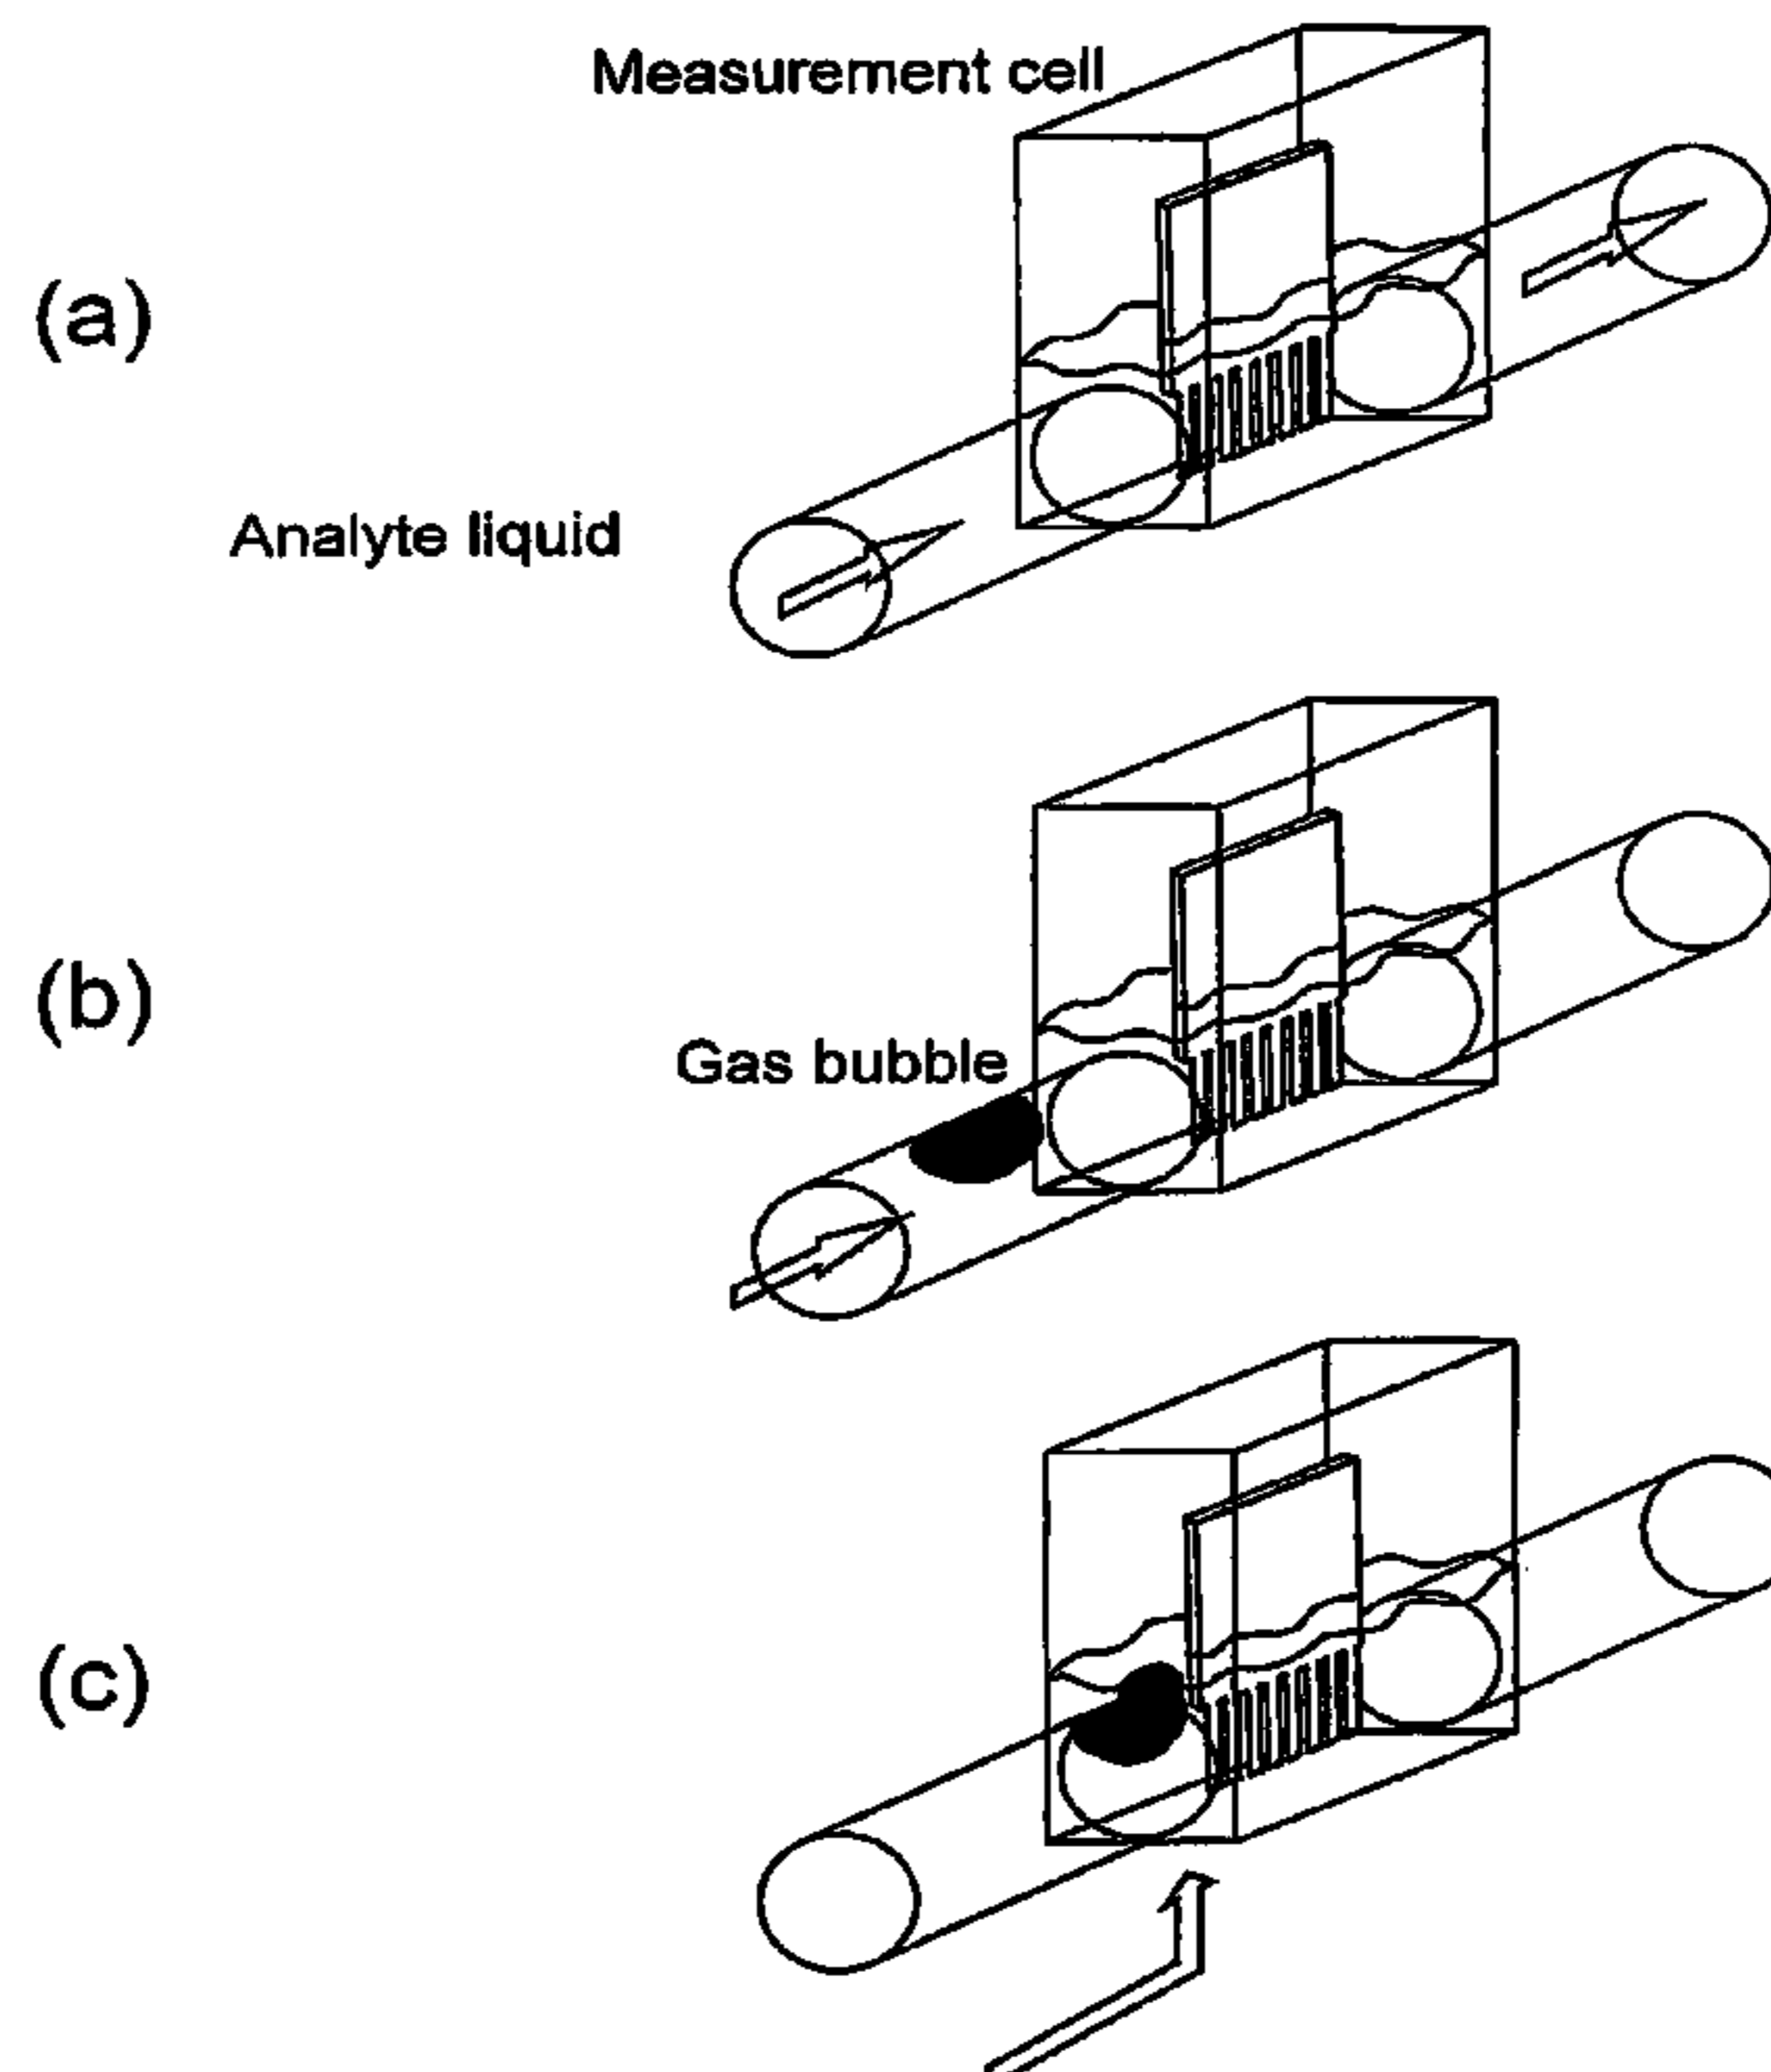 Measurement cell
(a)
Analyte liquid
(b)
Gas bubble
(c)